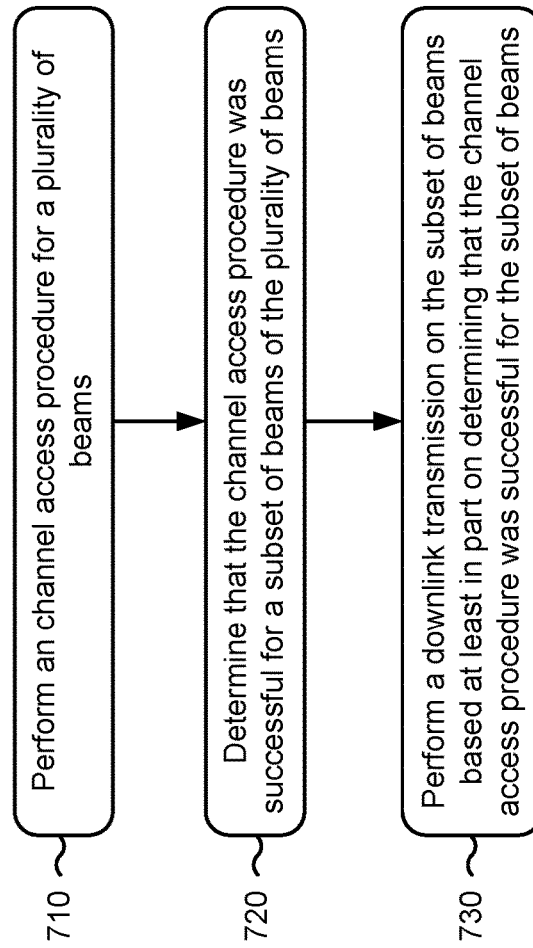 710
Perform an channel access procedure for a plurality of
beams
720
Determine that the channel access procedure was
successful for a subset of beams of the plurality of beams
730
Perform a downlink transmission on the subset of beams
based at least in part on determining that the channel
access procedure was successful for the subset of beams